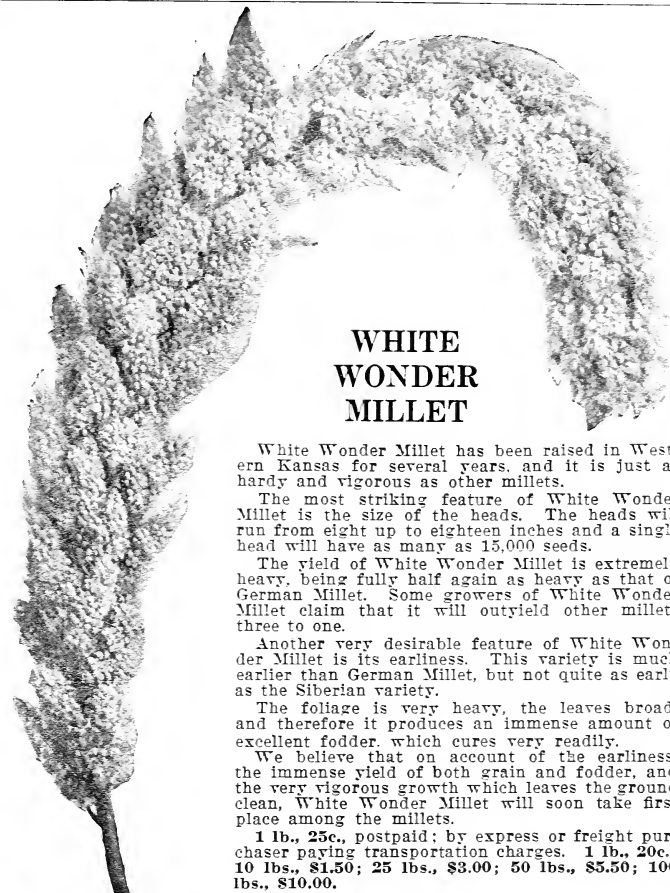 WHITE
WONDER
MILLET
White Wonder Millet has been raised in West
ern Kansas for several years, and it is just a
hardy and vigorous as other millets.
The most striking feature of White Wonde
Millet is the size of the heads. The heads wil
run from eight up to eighteen inches and a singl
head will have as many as 15,000 seeds.
The yield of White Wonder Millet is extremel
heavy, being fully half again as heavy as that o
German Millet. Some growers of White Wonde
Millet claim that it will outyield other millet
three to one.
Another very desirable feature of White Won
der Millet is its earliness. This variety is muc
earlier than German Millet, but not quite as earl
as the Siberian variety.
The foliage is very heavy, the leaves broad
and therefore it produces an immense amount o
excellent fodder, which cures very readily.
We believe that on account of the earliness
the immense yield of both grain and fodder, and
the very vigorous growth which leaves the ground
clean, White Wonder Millet will soon take firs
place among the millets.
1 lb., 25c., postpaid; by express or freight pur
chaser paying transportation charges. 1 lb., 20c.
10 lbs., $1.50; 25 lbs., $3.00; 50 lbs., $5.50; 100
lbs., $10.00.